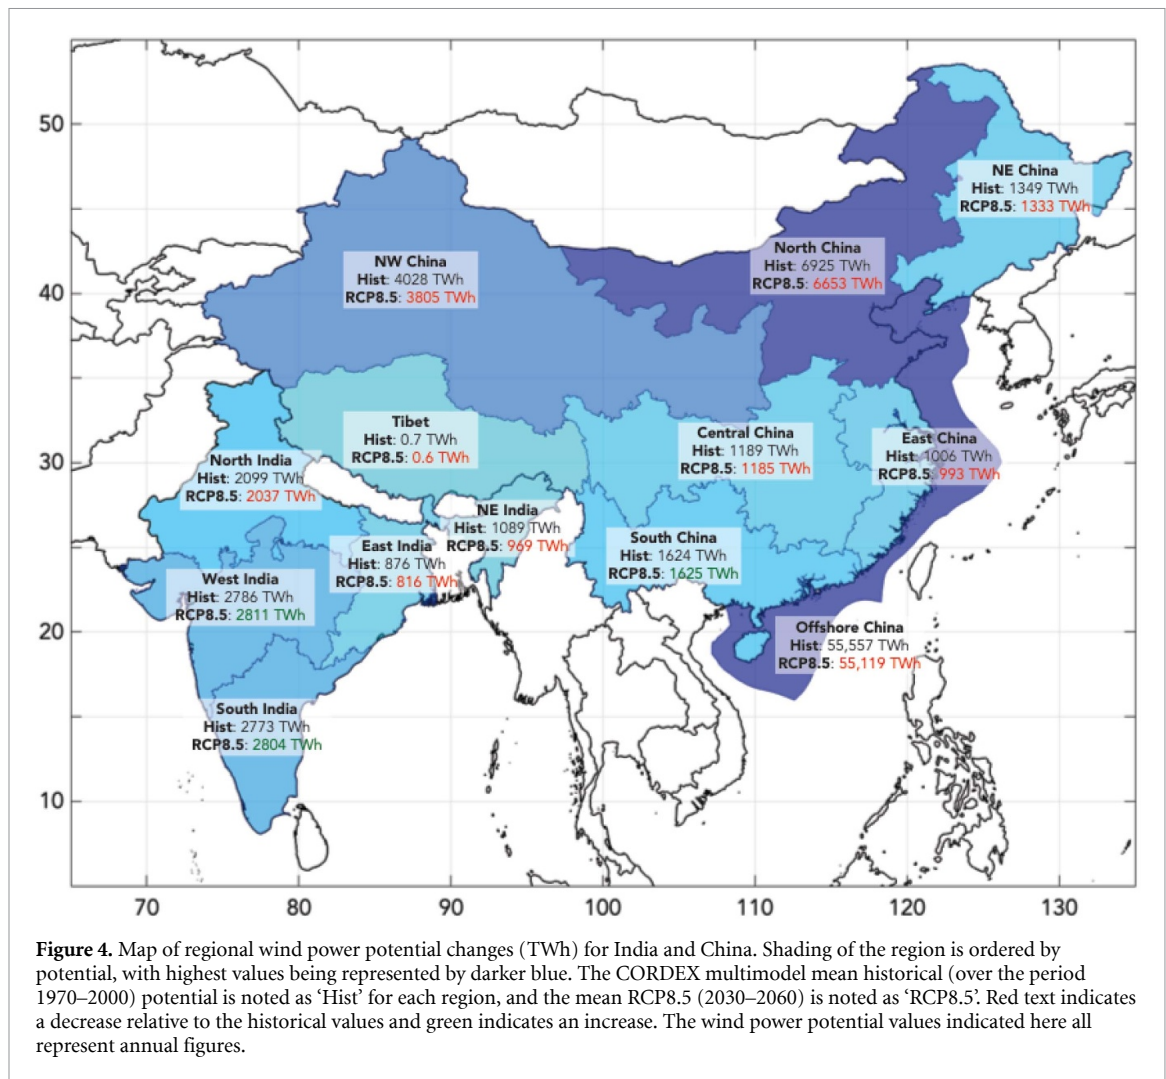 50
40
30
20
10
70
80
90
100
110
120
130
NE China
Hist: 1349 TWh
RCP8.5: 1333 TWh
North China
Hist: 6925 TWh
RCP8.5: 6653 TWh
NW China
Hist: 4028 TWh
RCP8.5: 3805 TWh
Tibet
Hist: 0.7 TWh
RCP8.5: 0.6 TWh
Central China
Hist: 1189 TWh
RCP8.5: 1185 TWh
East China
Hist: 1006 TWh
RCP8.5: 993 TWh
North India
Hist: 2099 TWh
RCP8.5: 2037 TWh
NE India
Hist: 1089 TWh
RCP8.5: 969 TWh
East India
Hist: 876 TWh
RCP8.5: 816 TWh
South China
Hist: 1624 TWh
RCP8.5: 1625 TWh
West India
Hist: 2786 TWh
RCP8.5: 2811 TWh
Offshore China
Hist: 55,557 TWh
RCP8.5: 55,119 TWh
South India
Hist: 2773 TWh
RCP8.5: 2804 TWh
Figure 4. Map of regional wind power potential changes (TWh) for India and China. Shading of the region is ordered by
potential, with highest values being represented by darker blue. The CORDEX multimodel mean historical (over the period
1970–2000) potential is noted as ‘Hist’ for each region, and the mean RCP8.5 (2030–2060) is noted as ‘RCP8.5’. Red text indicates
a decrease relative to the historical values and green indicates an increase. The wind power potential values indicated here all
represent annual figures.